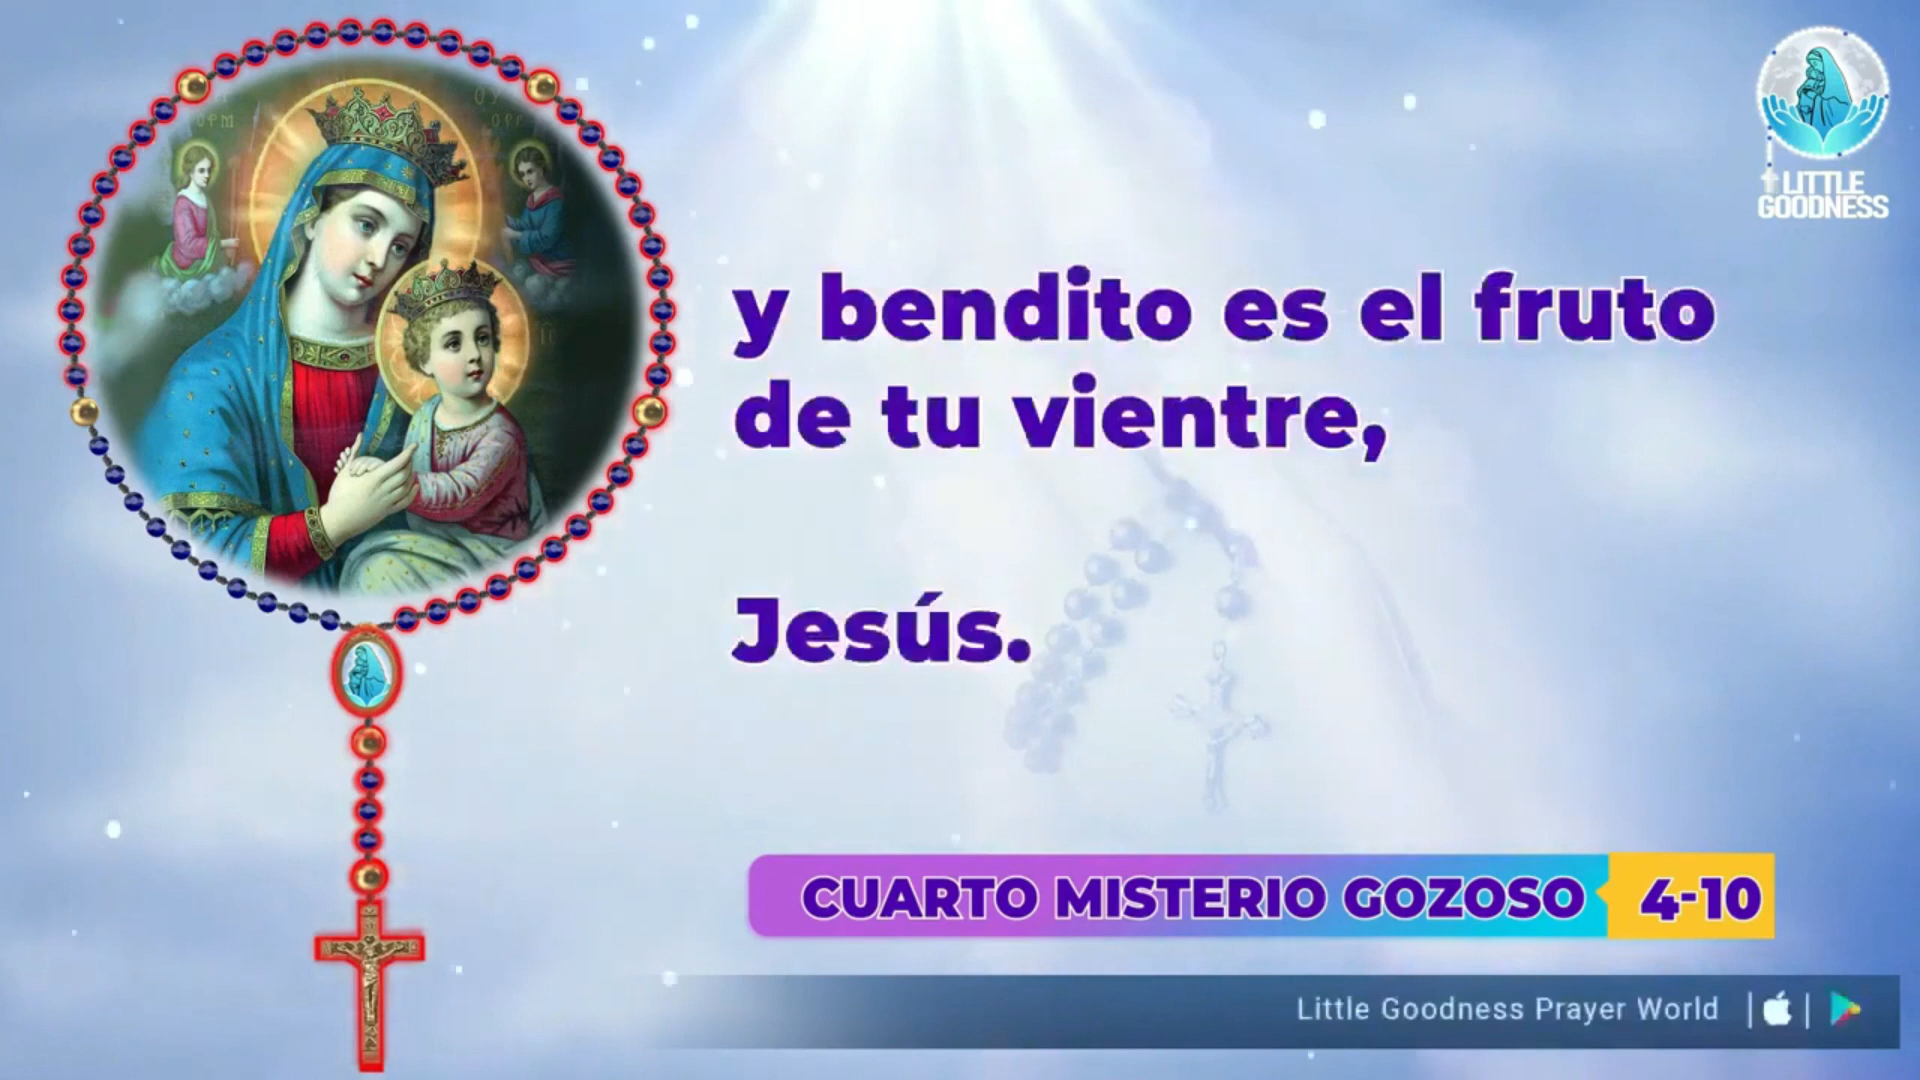 LITTLE
GOODNESS
y bendito es el fruto
de tu vientre,
Jesús.
CUARTO MISTERIO GOZOSO 4-10
Little Goodness Prayer World